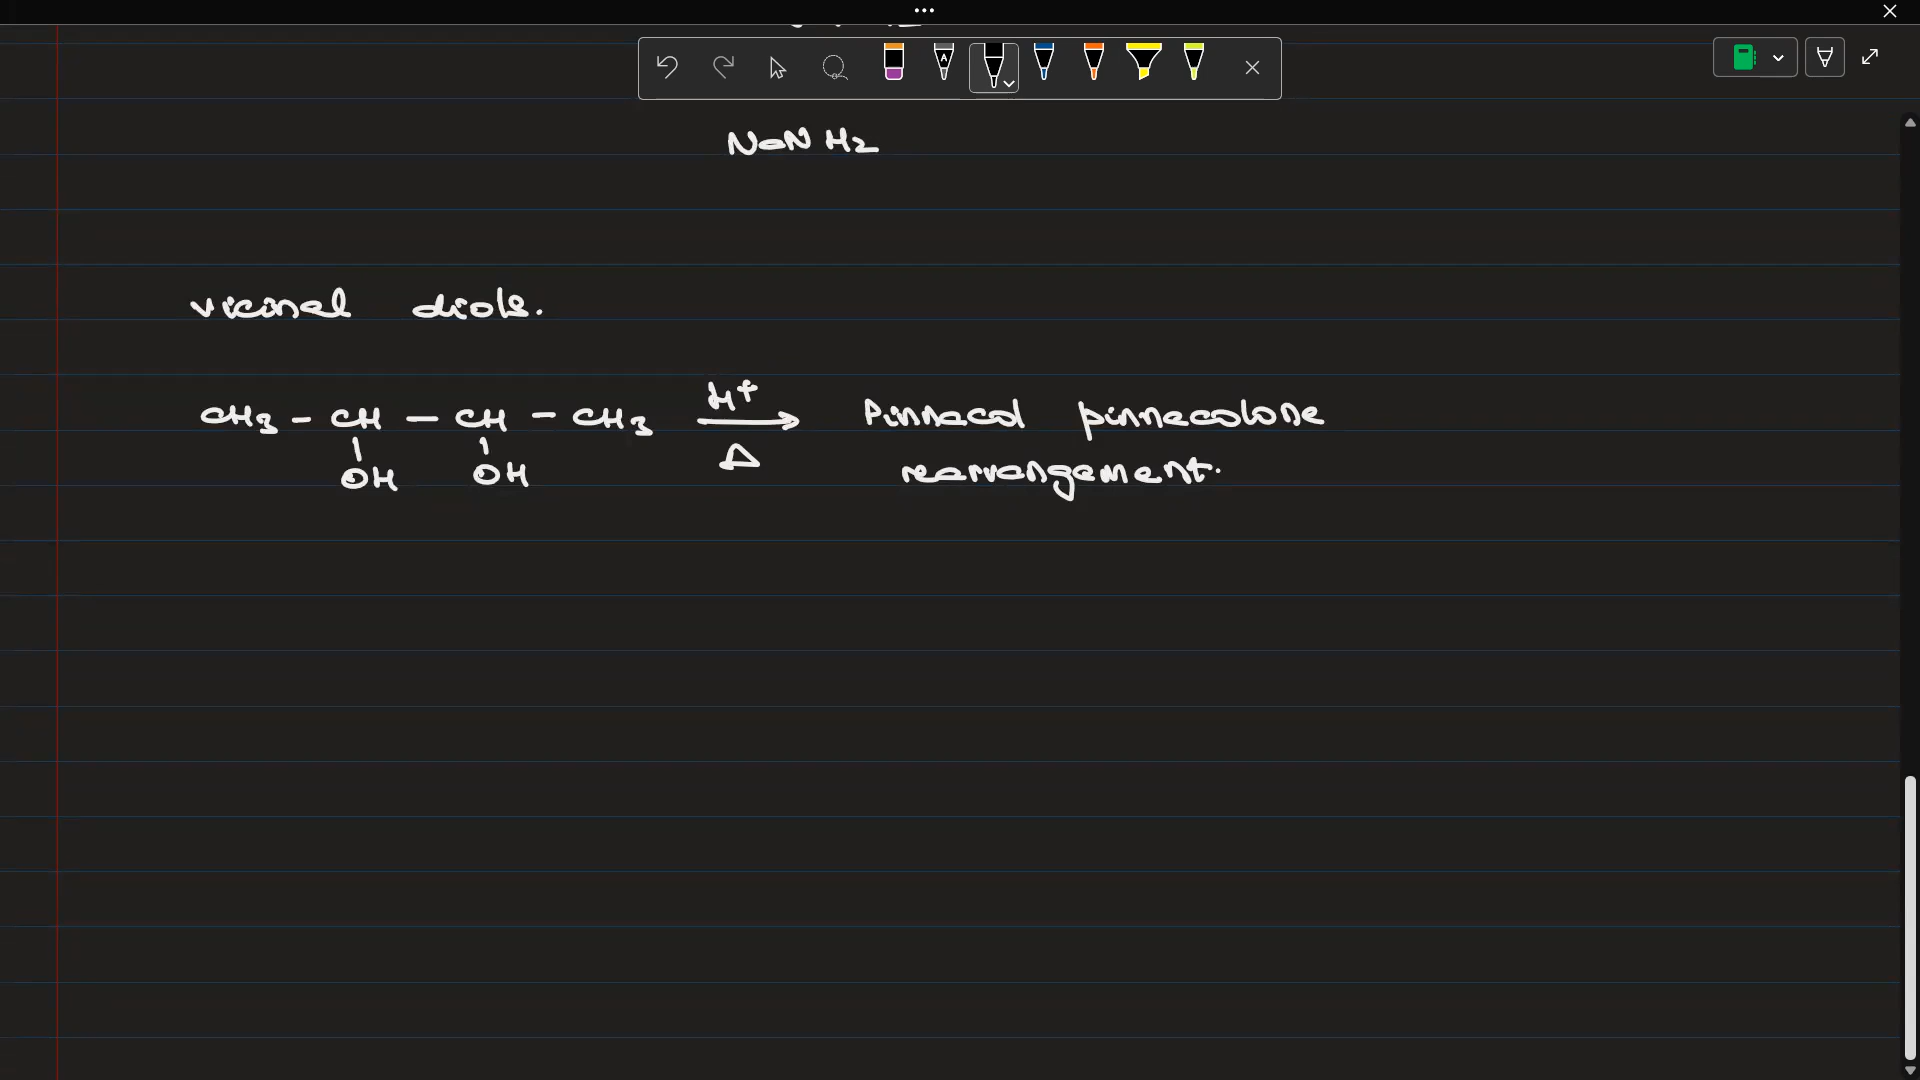 NaNH2
vicinal diols.
CH3 - CH - CH - CH3 H+ Δ → Pinnacol pinnacolone
OH OH rearrangement.